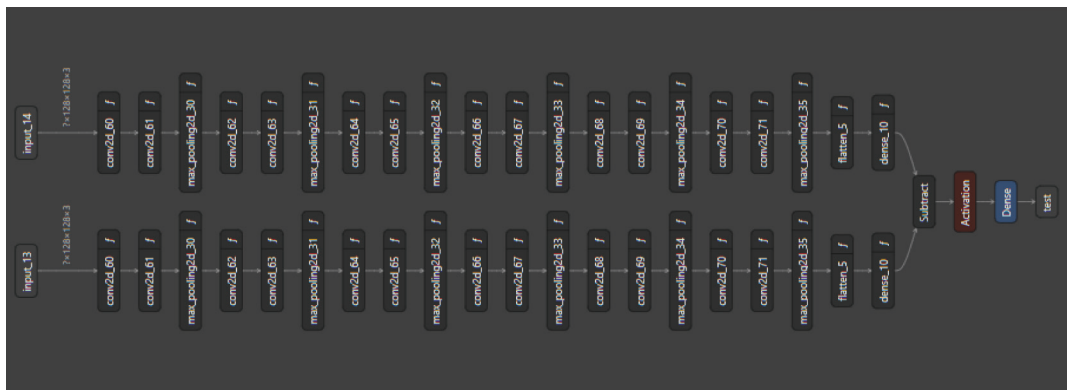 input_14
?×128×128×3
conv2d_60 f
conv2d_61 f
max_pooling2d_30 f
conv2d_62 f
conv2d_63 f
max_pooling2d_31 f
conv2d_64 f
conv2d_65 f
max_pooling2d_32 f
conv2d_66 f
conv2d_67 f
max_pooling2d_33 f
conv2d_68 f
conv2d_69 f
max_pooling2d_34 f
conv2d_70 f
conv2d_71 f
max_pooling2d_35 f
flatten_5 f
dense_10 f
input_13
?×128×128×3
conv2d_60 f
conv2d_61 f
max_pooling2d_30 f
conv2d_62 f
conv2d_63 f
max_pooling2d_31 f
conv2d_64 f
conv2d_65 f
max_pooling2d_32 f
conv2d_66 f
conv2d_67 f
max_pooling2d_33 f
conv2d_68 f
conv2d_69 f
max_pooling2d_34 f
conv2d_70 f
conv2d_71 f
max_pooling2d_35 f
flatten_5 f
dense_10 f
Subtract
Activation
Dense
test